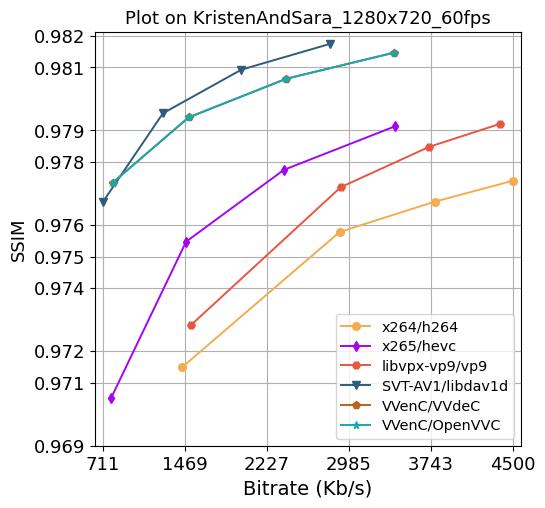 Plot on KristenAndSara_1280x720_60fps
0.982
0.981
0.979
0.978
0.976
0.975
0.974
0.972
0.971
0.969
SSIM
x264/h264
x265/hevc
libvpx-vp9/vp9
SVT-AV1/libdav1d
VVenC/VVdeC
VVenC/OpenVVC
711 1469 2227 2985 3743 4500
Bitrate (Kb/s)